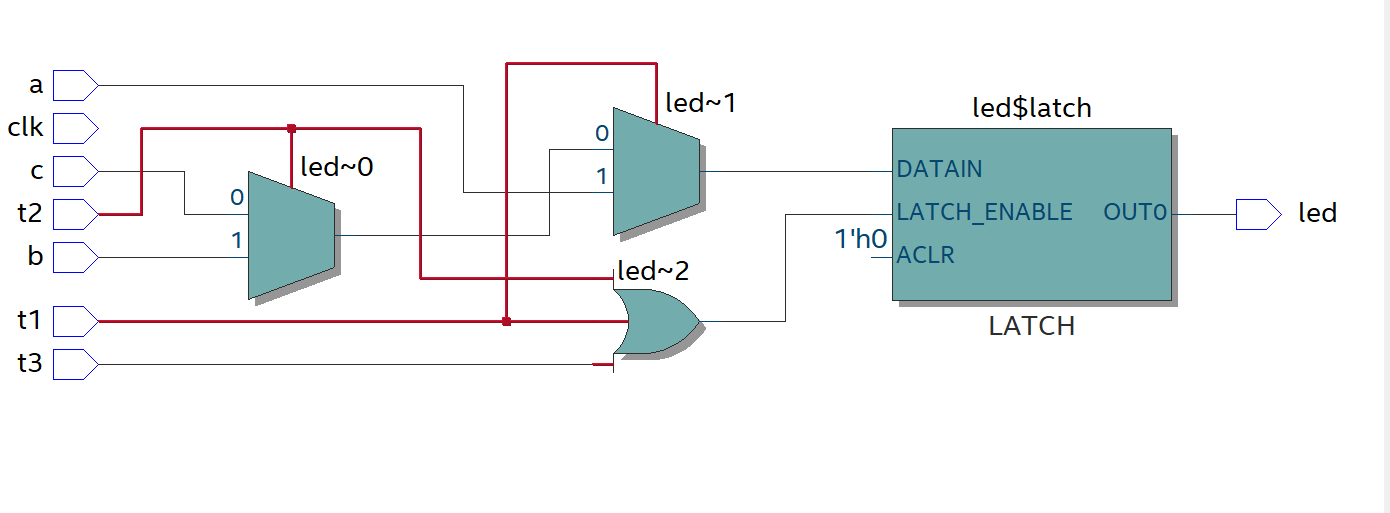 a
clk
c
t2
b
t1
t3
led~0
0
1
led~1
0
1
led~2
led$latch
DATAIN
LATCH_ENABLE
OUT0
1'h0
ACLR
LATCH
led